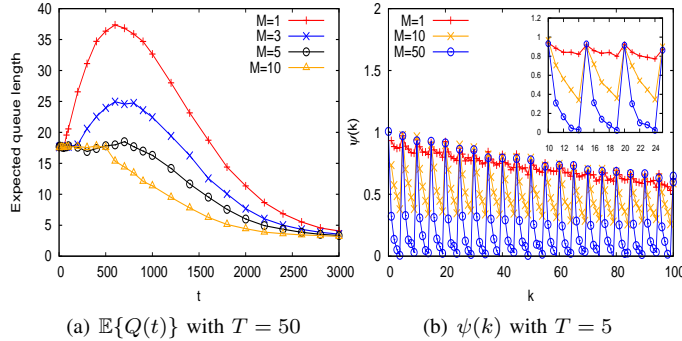 Expected queue length
40
35
30
25
20
15
10
5
0
M=1
M=3
M=5
M=10
0 500 1000 1500 2000 2500 3000
t
(a) 𝔼{Q(t)} with T = 50
ψ(k)
2
1.5
1
0.5
0
M=1
M=10
M=50
1.2
1
0.8
0.6
0.4
0.2
0
10 12 14 16 18 20 22 24
0 20 40 60 80 100
k
(b) ψ(k) with T = 5